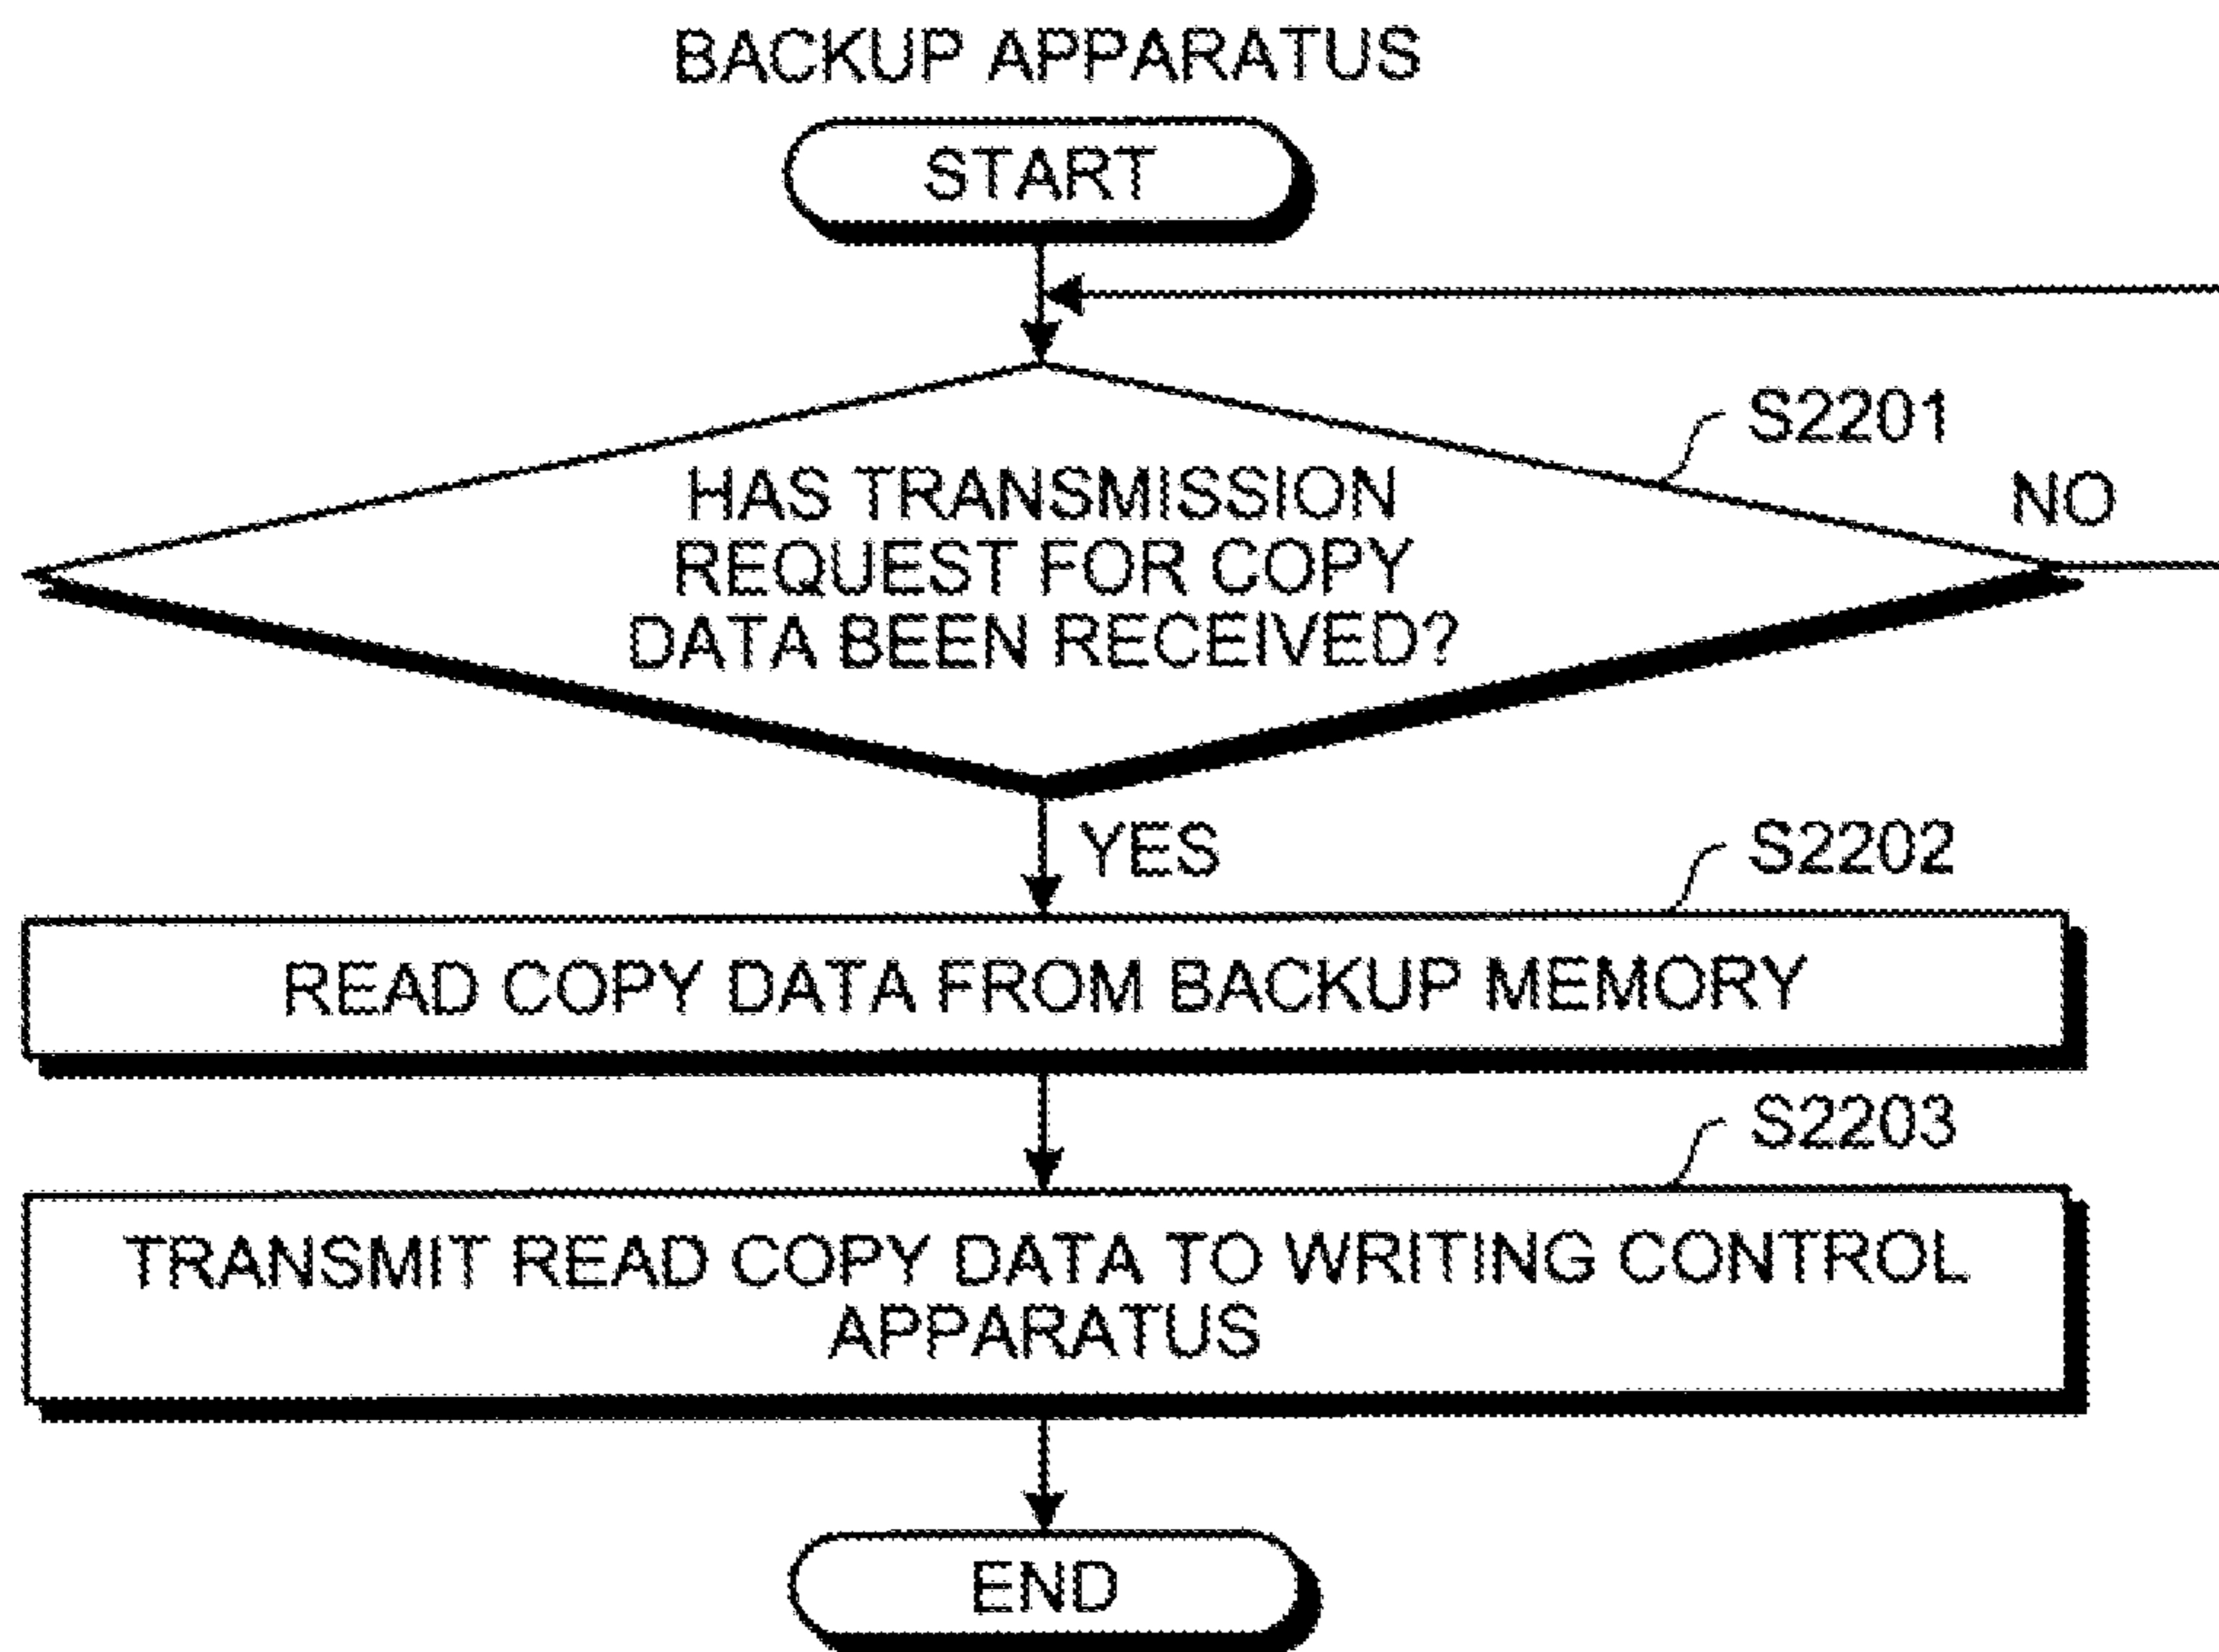 BACKUP APPARATUS
START
S2201
HAS TRANSMISSION
REQUEST FOR COPY
DATA BEEN RECEIVED?
NO
YES
S2202
READ COPY DATA FROM BACKUP MEMORY
S2203
TRANSMIT READ COPY DATA TO WRITING CONTROL
APPARATUS
END